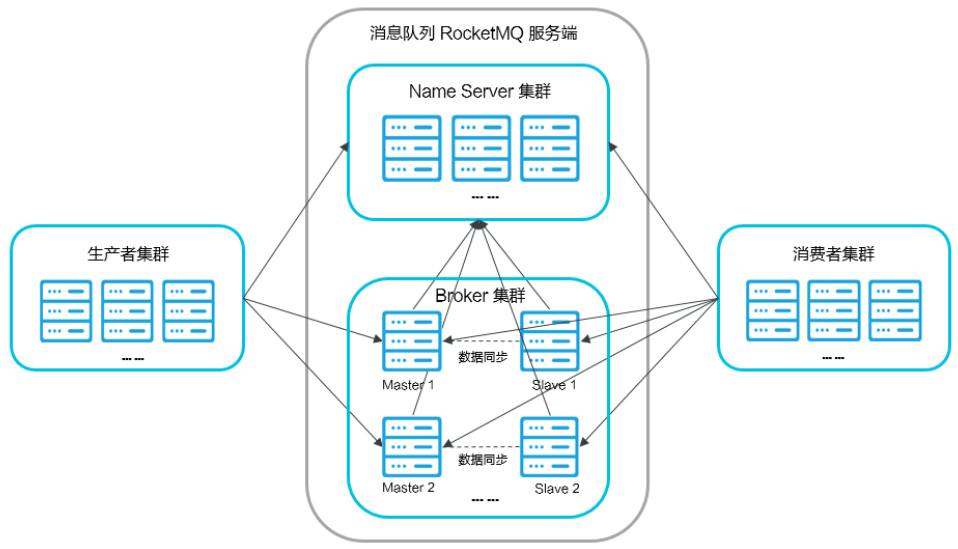 消息队列 RocketMQ 服务端
Name Server 集群
... ...
生产者集群
... ...
消费者集群
... ...
Broker 集群
数据同步
Master 1
Slave 1
数据同步
Master 2
Slave 2
... ...